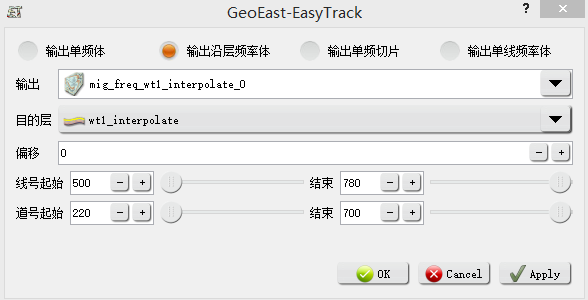 GeoEast-EasyTrack
输出单频体 输出沿层频率体 输出单频切片 输出单线频率体
输出 mig_freq_wt1_interpolate_0
目的层 wt1_interpolate
偏移 0
线号起始 500 结束 780
道号起始 220 结束 700
OK Cancel Apply